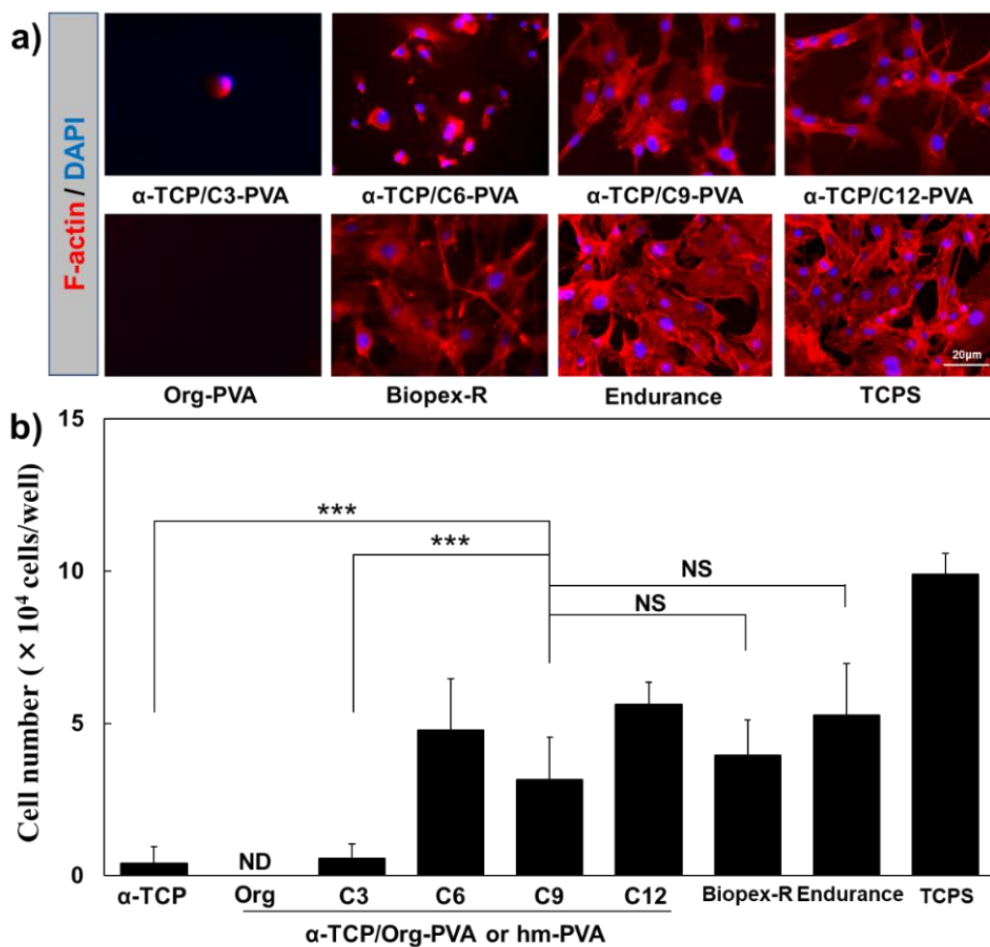 a)
F-actin / DAPI
α-TCP/C3-PVA α-TCP/C6-PVA α-TCP/C9-PVA α-TCP/C12-PVA
20μm
Org-PVA Biopex-R Endurance TCPS
b)
Cell number ( × 10⁴ cells/well)
15
10
5
0
***
***
NS
NS
ND
α-TCP Org C3 C6 C9 C12 Biopex-R Endurance TCPS
α-TCP/Org-PVA or hm-PVA